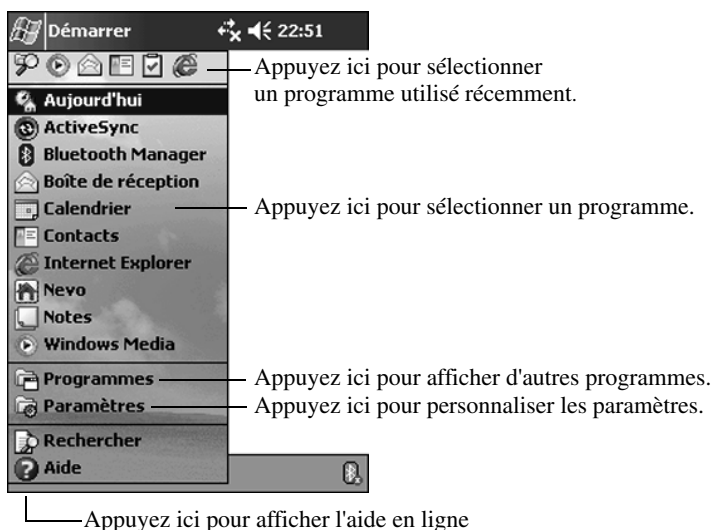 Démarrer 22:51
Appuyez ici pour sélectionner
un programme utilisé récemment.
Aujourd'hui
ActiveSync
Bluetooth Manager
Boîte de réception
Calendrier
Appuyez ici pour sélectionner un programme.
Contacts
Internet Explorer
Nevo
Notes
Windows Media
Programmes
Appuyez ici pour afficher d'autres programmes.
Paramètres
Appuyez ici pour personnaliser les paramètres.
Rechercher
Aide
Appuyez ici pour afficher l'aide en ligne